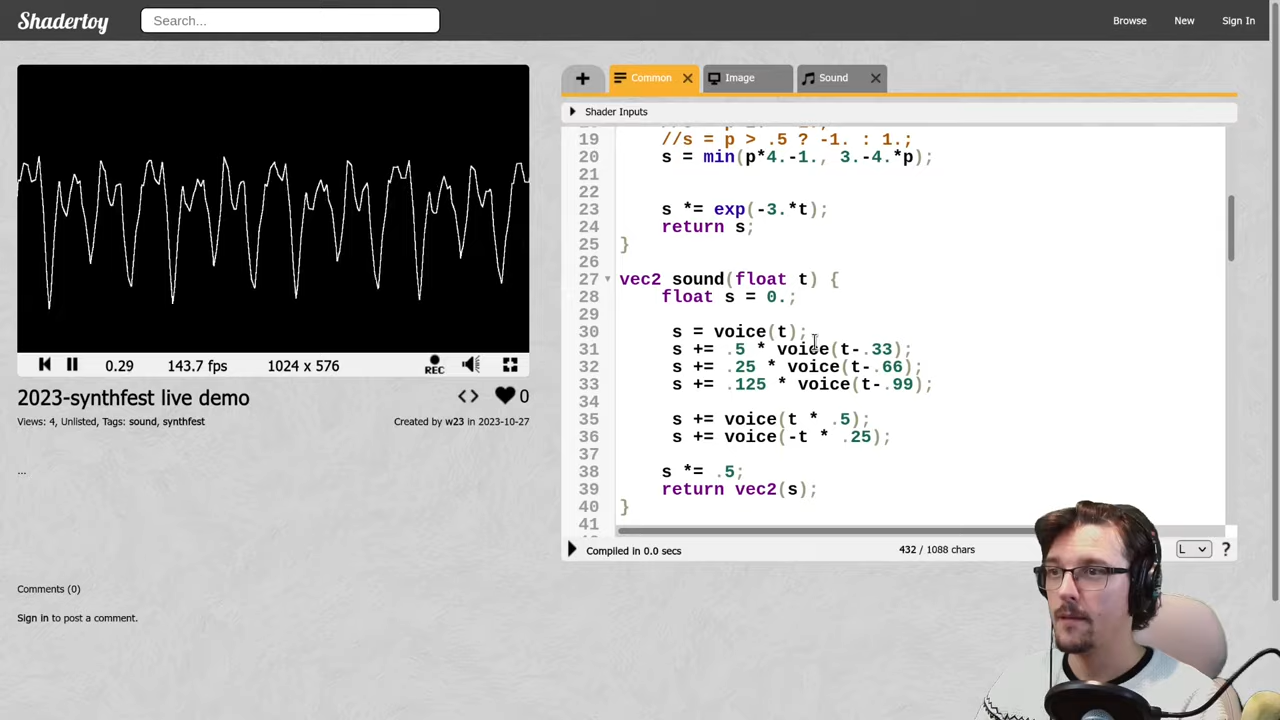 Shadertoy
Search...
Browse
New
Sign In
Common
Image
Sound
Shader Inputs
19 //s = p > .5 ? -1. : 1.;
20 s = min(p*4.-1., 3.-4.*p);
21
22
23 s *= exp(-3.*t);
24 return s;
25 }
26
27 vec2 sound(float t) {
28 float s = 0.;
29
30 s = voice(t);
31 s += .5 * voice(t-.33);
32 s += .25 * voice(t-.66);
33 s += .125 * voice(t-.99);
34
35 s += voice(t * .5);
36 s += voice(-t * .25);
37
38 s *= .5;
39 return vec2(s);
40 }
41
Compiled in 0.0 secs
432 / 1088 chars
L
?
0.29
143.7 fps
1024 x 576
REC
2023-synthfest live demo
0
Views: 4, Unlisted, Tags: sound, synthfest
Created by w23 in 2023-10-27
...
Comments (0)
Sign in to post a comment.